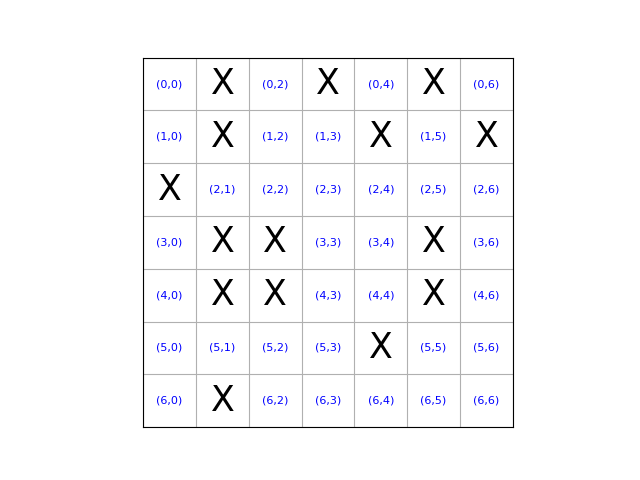 (0,0) X (0,2) X (0,4) X (0,6)
(1,0) X (1,2) (1,3) X (1,5) X
X (2,1) (2,2) (2,3) (2,4) (2,5) (2,6)
(3,0) X X (3,3) (3,4) X (3,6)
(4,0) X X (4,3) (4,4) X (4,6)
(5,0) (5,1) (5,2) (5,3) X (5,5) (5,6)
(6,0) X (6,2) (6,3) (6,4) (6,5) (6,6)